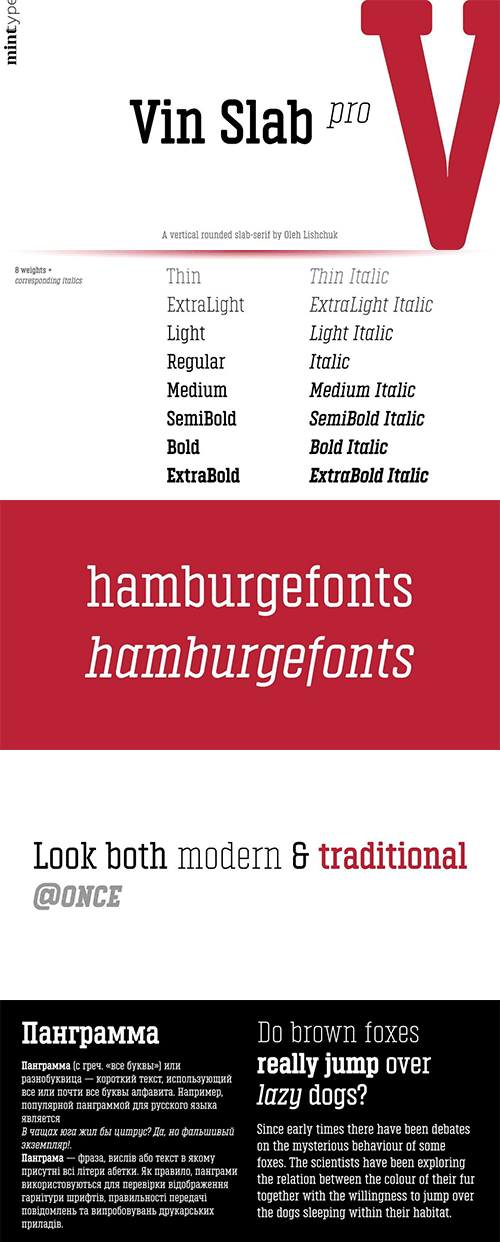 mintype
Vin Slab pro
V
A vertical rounded slab-serif by Oleh Lishchuk
8 weights +
corresponding italics
Thin
Thin Italic
ExtraLight
ExtraLight Italic
Light
Light Italic
Regular
Italic
Medium
Medium Italic
SemiBold
SemiBold Italic
Bold
Bold Italic
ExtraBold
ExtraBold Italic
hamburgefonts
hamburgefonts
Look both modern & traditional
@ONCE
Панграмма
Панграмма (с греч. «все буквы») или
разнобуквица — короткий текст, использующий
все или почти все буквы алфавита. Например,
популярной панграммой для русского языка
является
В чащах юга жил бы цитрус? Да, но фальшивый
экземпляр!.
Панграма — фраза, вислів або текст в якому
присутні всі літери абетки. Як правило, панграми
використовуються для перевірки відображення
гарнітури шрифтів, правильності передачі
повідомлень та випробовувань друкарських
приладів.
Do brown foxes
really jump over
lazy dogs?
Since early times there have been debates
on the mysterious behaviour of some
foxes. The scientists have been exploring
the relation between the colour of their fur
together with the willingness to jump over
the dogs sleeping within their habitat.